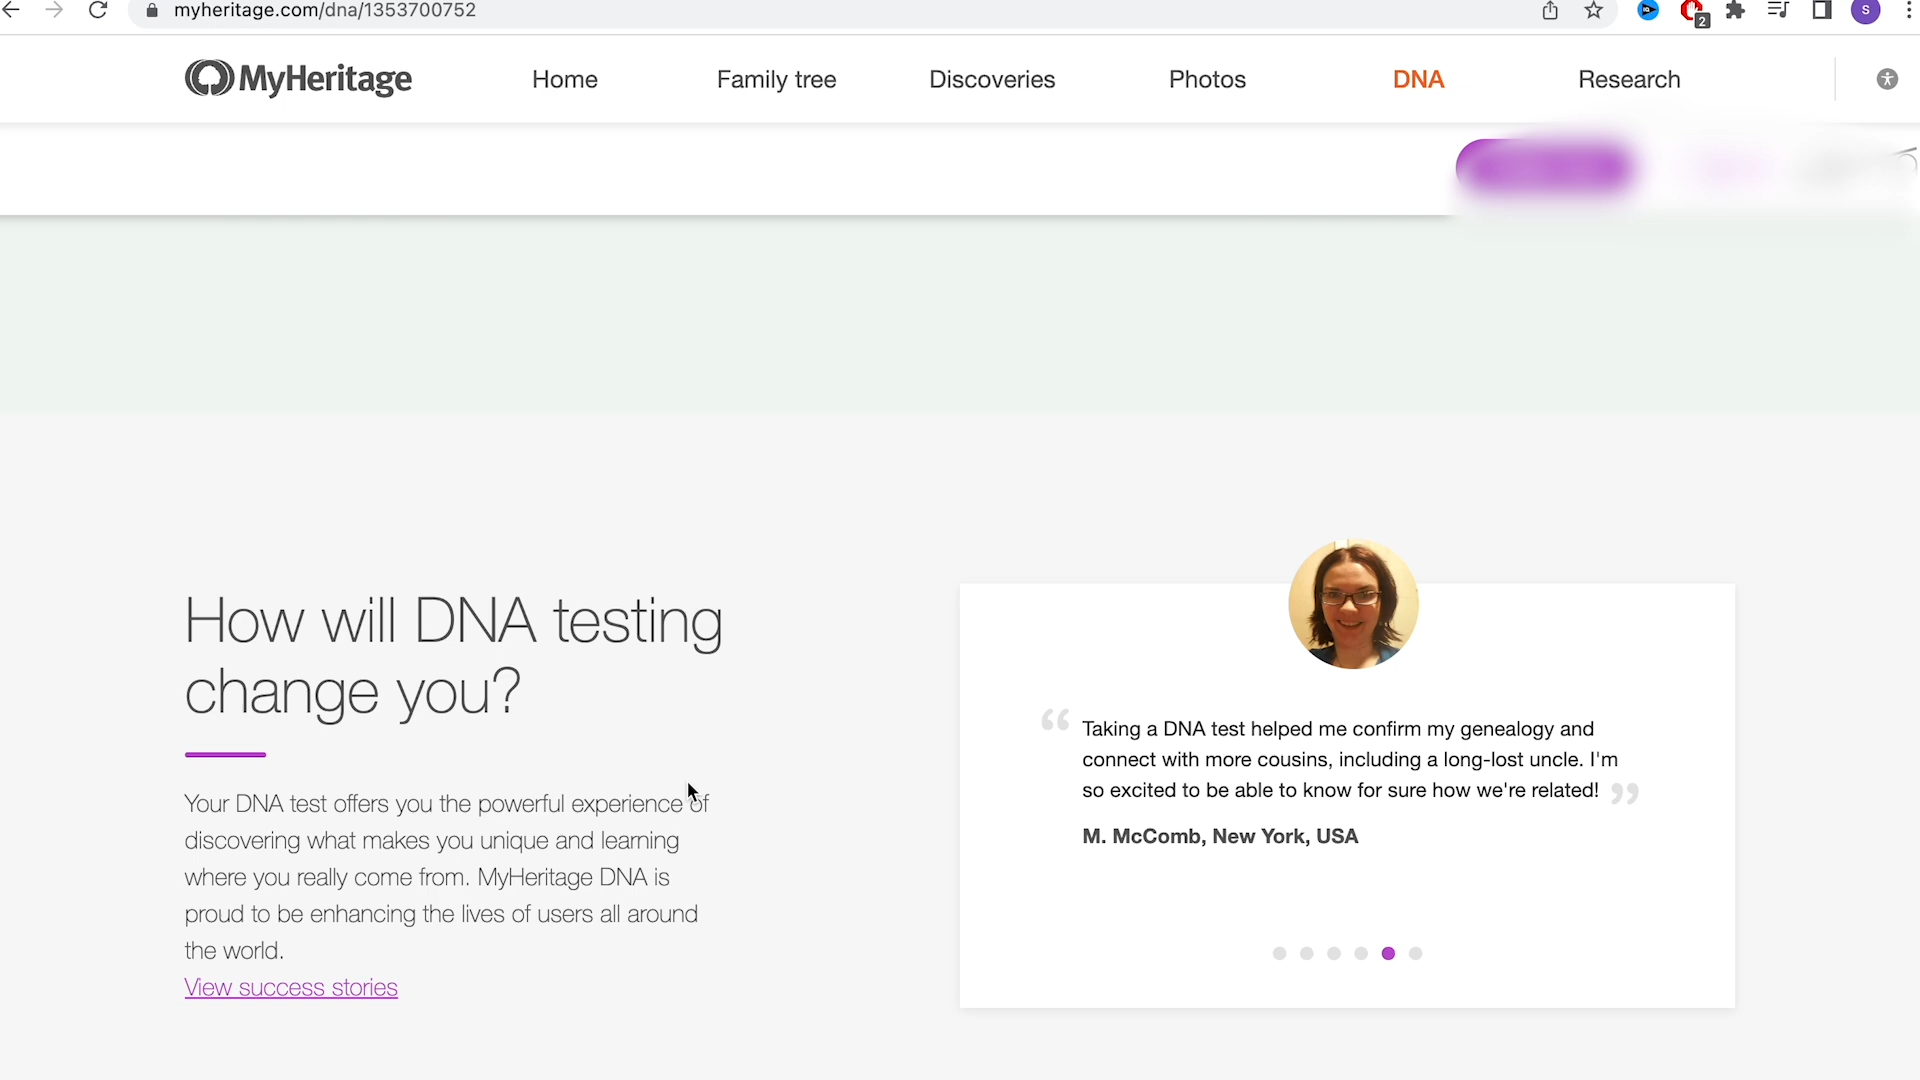 myheritage.com/dna/1353700752
2
S
MyHeritage
Home
Family tree
Discoveries
Photos
DNA
Research
How will DNA testing
change you?
Your DNA test offers you the powerful experience of
discovering what makes you unique and learning
where you really come from. MyHeritage DNA is
proud to be enhancing the lives of users all around
the world.
View success stories
“ Taking a DNA test helped me confirm my genealogy and
connect with more cousins, including a long-lost uncle. I'm
so excited to be able to know for sure how we're related! ”
M. McComb, New York, USA